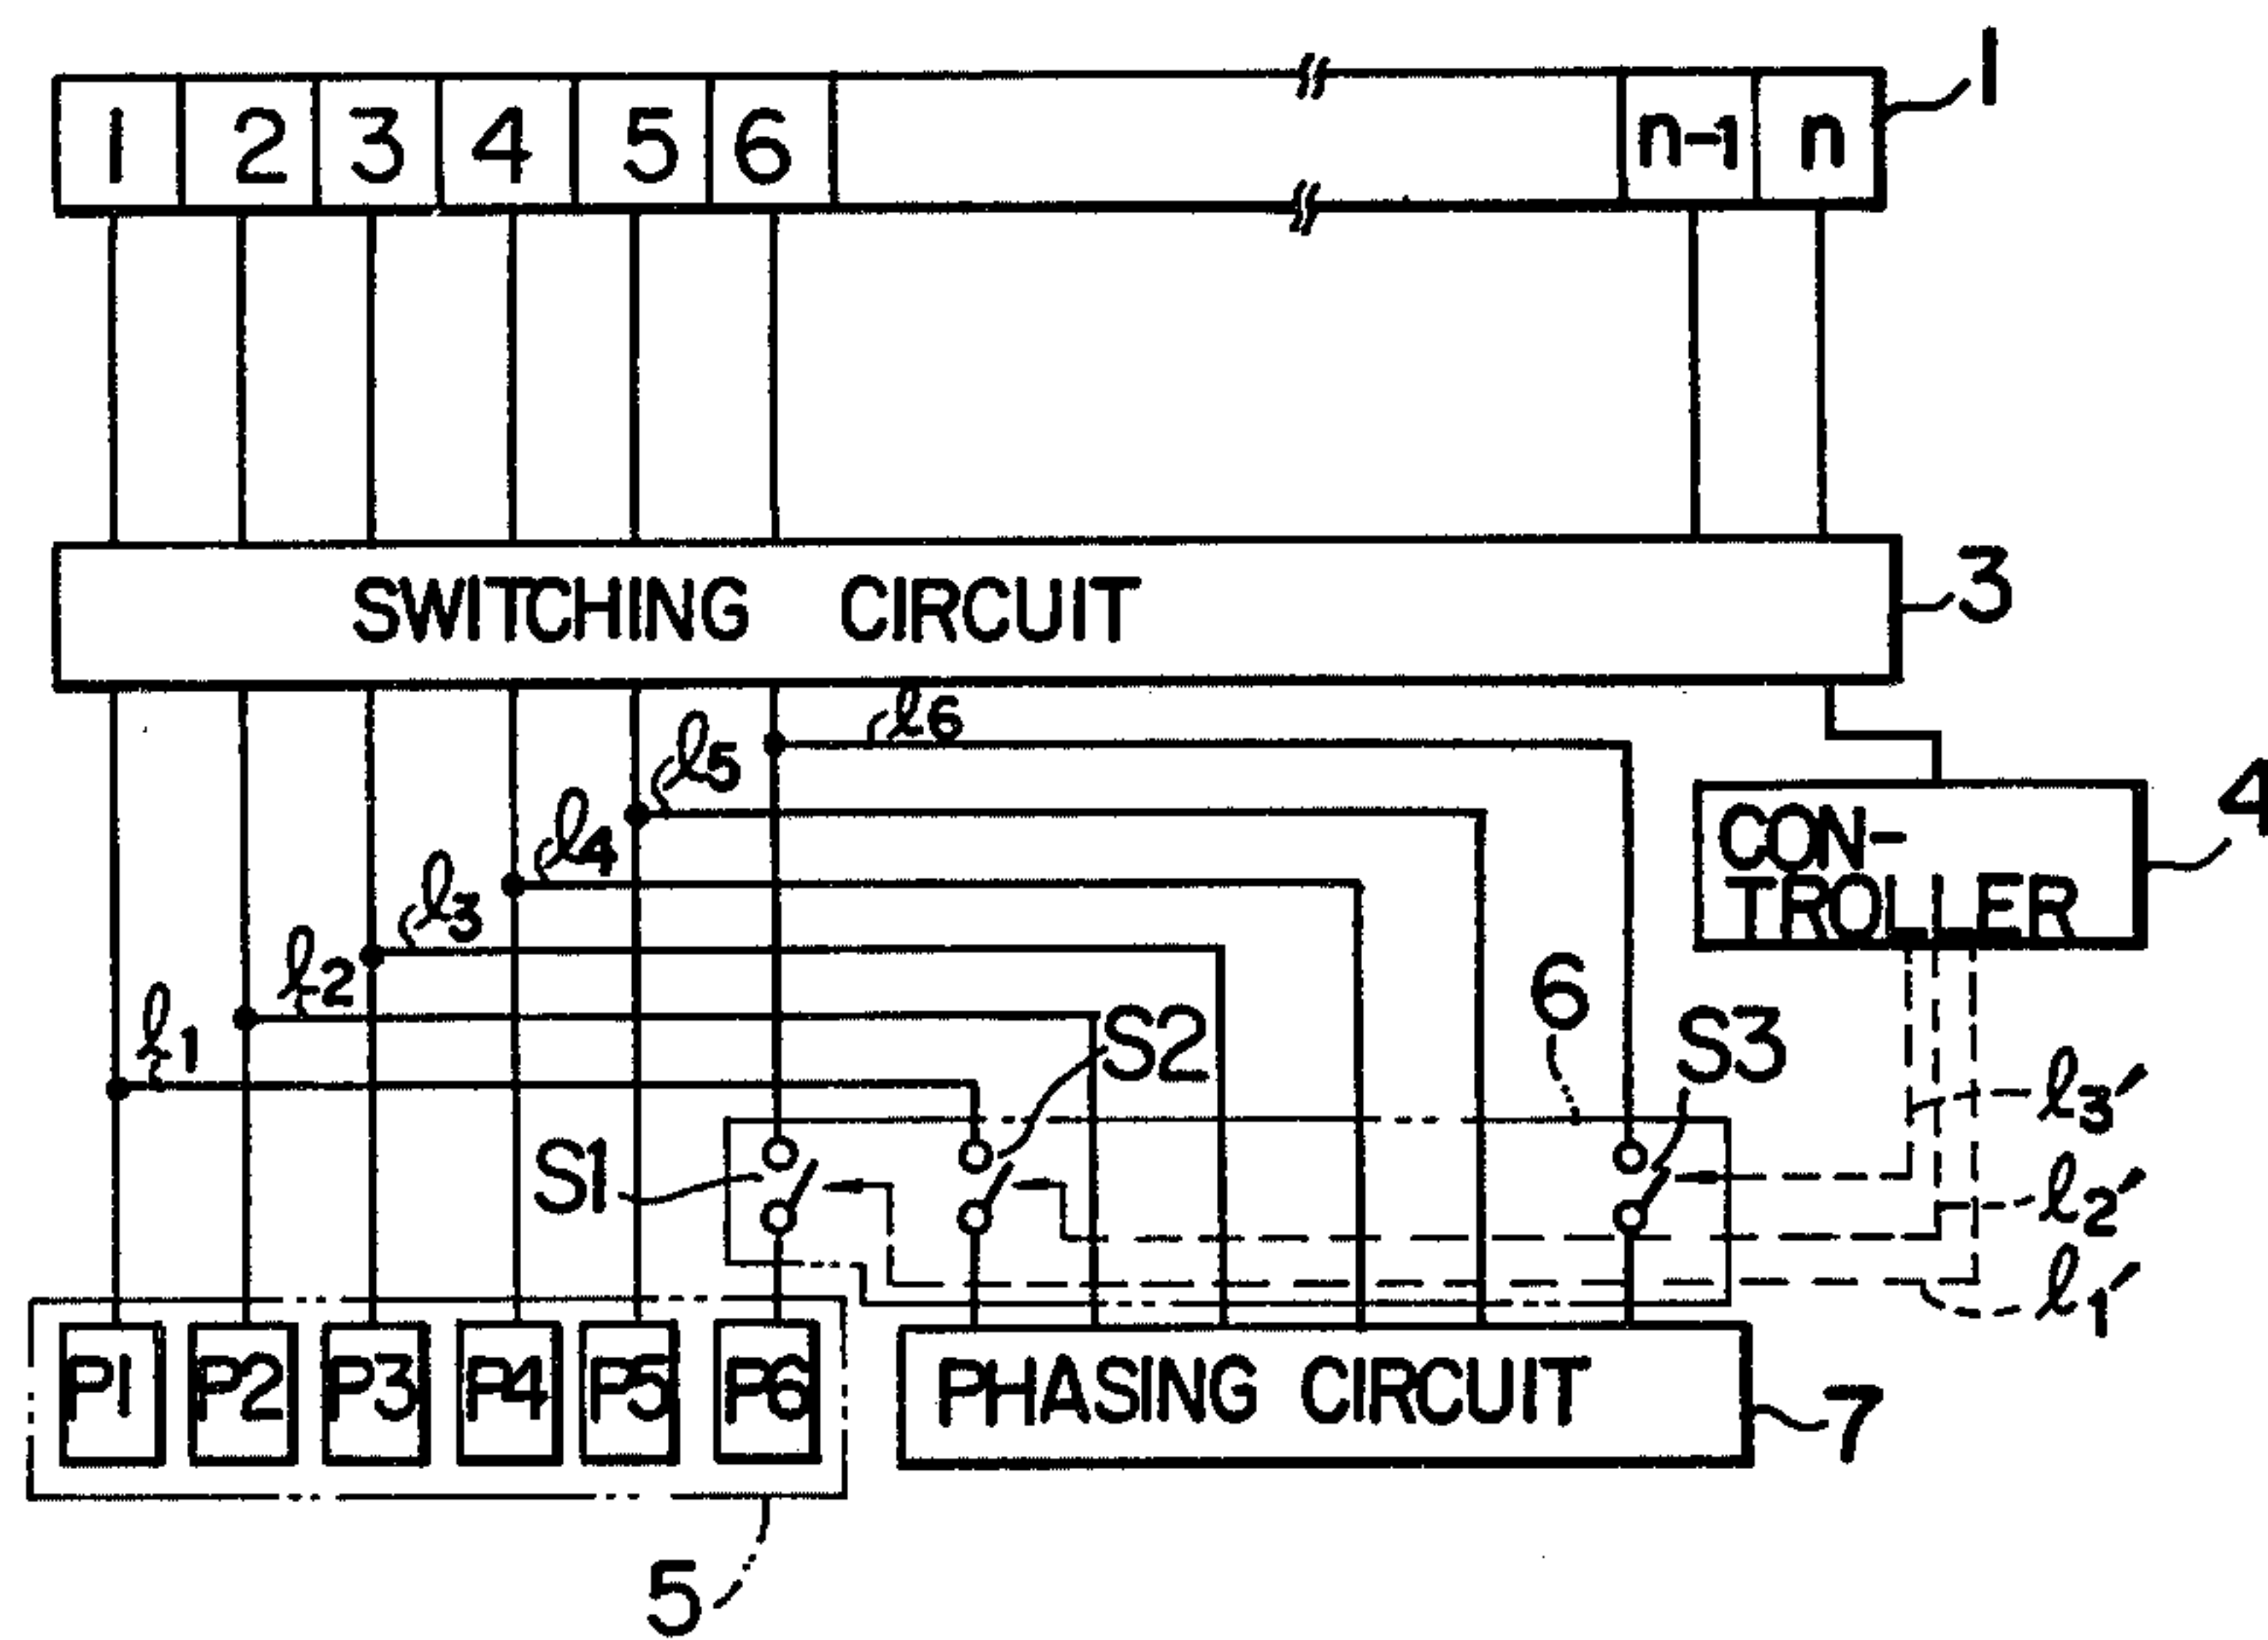 1
1 2 3 4 5 6 n-1 n
SWITCHING CIRCUIT
3
ℓ6
ℓ5
ℓ4
ℓ3
ℓ2
ℓ1
CON-
TROLLER
4
6
S1
S2
S3
ℓ3′
ℓ2′
ℓ1′
P1 P2 P3 P4 P5 P6
PHASING CIRCUIT
7
5